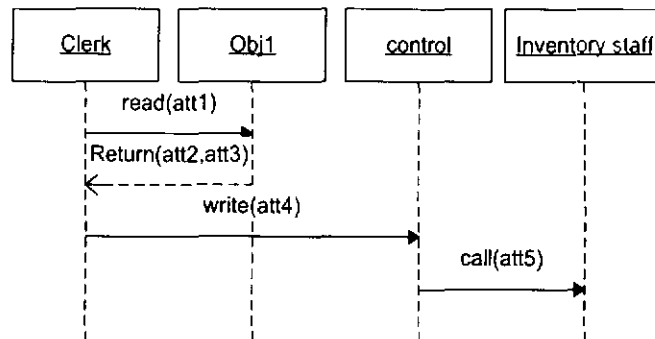 Clerk
Obj1
control
Inventory staff
read(att1)
Return(att2,att3)
write(att4)
call(att5)